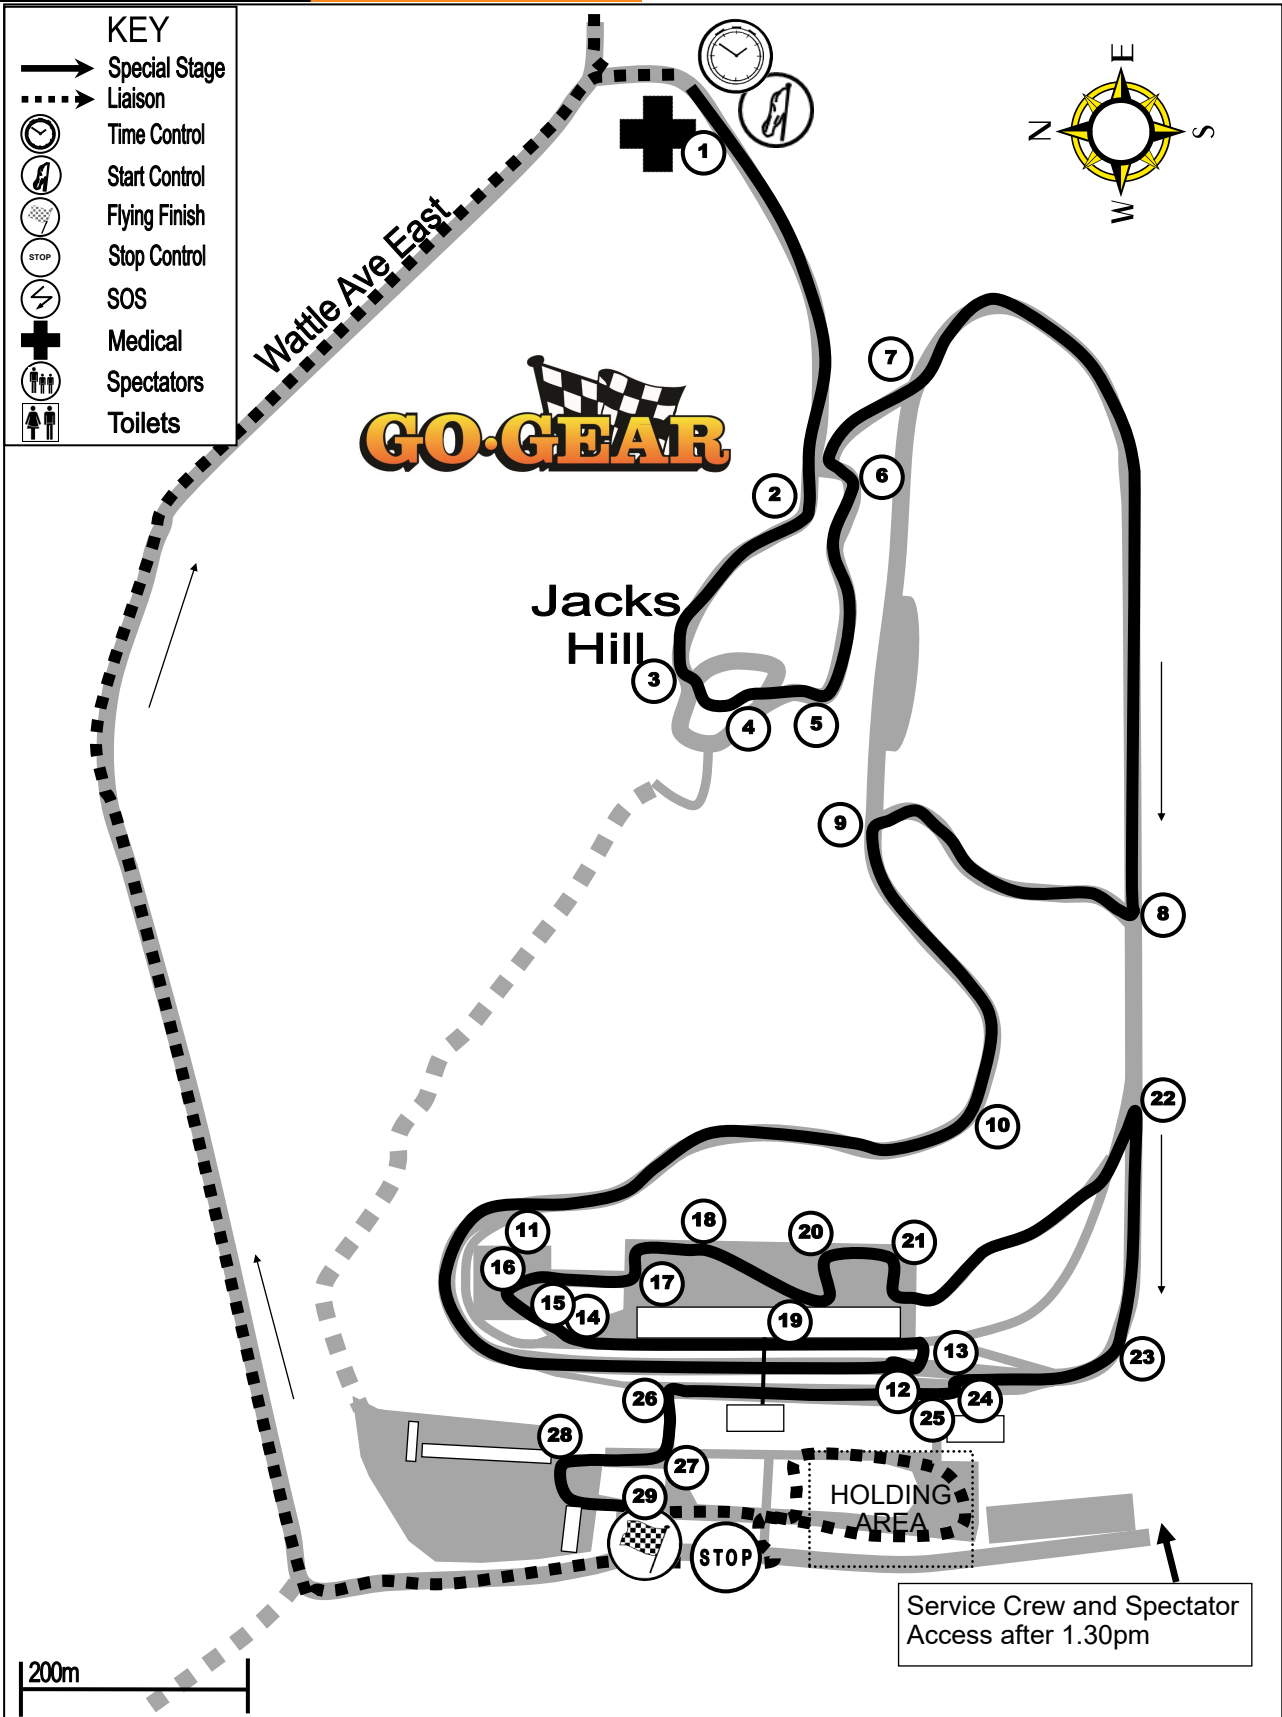 KEY
Special Stage
Liaison
Time Control
Start Control
Flying Finish
STOP Stop Control
SOS
Medical
Spectators
Toilets
E
N
S
W
1
Wattle Ave East
7
GO·GEAR
6
2
Jacks
Hill
3
4
5
9
8
22
10
11
18
20
21
16
17
15
14
19
13
23
12
26
24
25
28
27
29
HOLDING
AREA
STOP
Service Crew and Spectator
Access after 1.30pm
200m